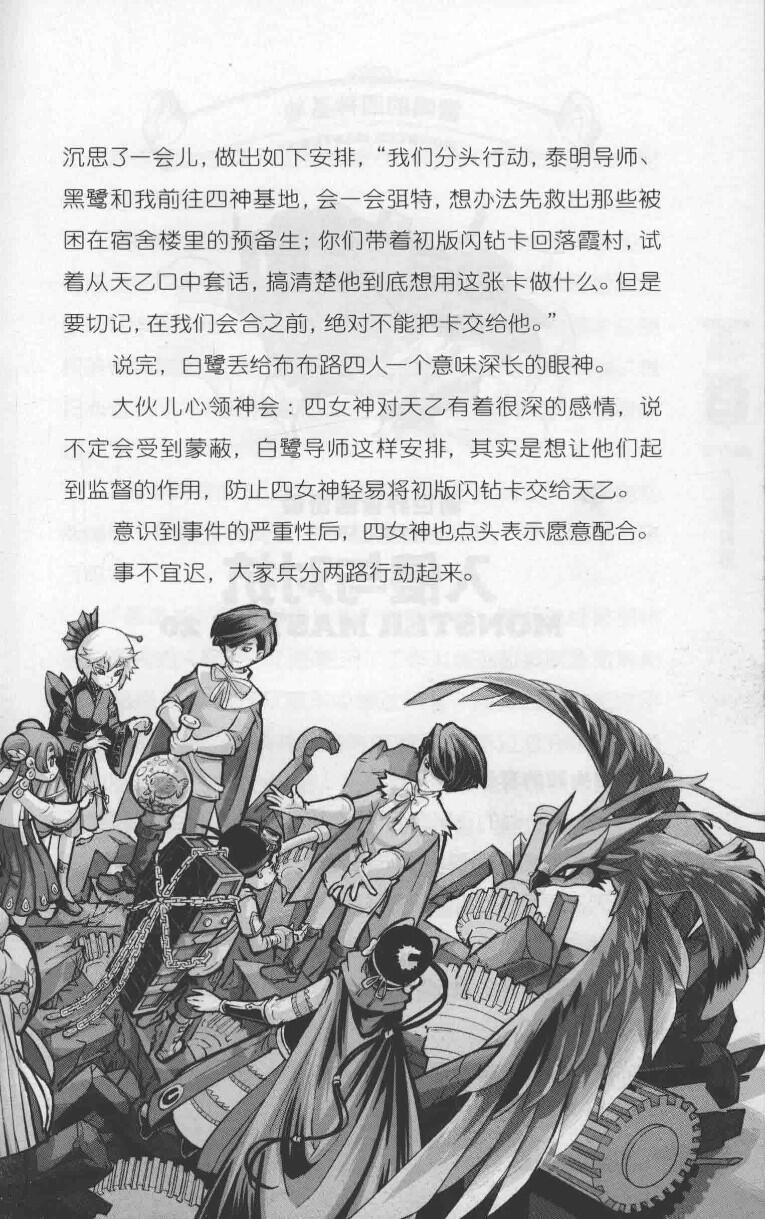 沉思了一会儿，做出如下安排，“我们分头行动，泰明导师、
黑鹭和我前往四神基地，会一会弭特，想办法先救出那些被
困在宿舍楼里的预备生；你们带着初版闪钻卡回落霞村，试
着从天乙口中套话，搞清楚他到底想用这张卡做什么。但是
要切记，在我们会合之前，绝对不能把卡交给他。”
说完，白鹭丢给布布路四人一个意味深长的眼神。
大伙儿心领神会：四女神对天乙有着很深的感情，说
不定会受到蒙蔽，白鹭导师这样安排，其实是想让他们起
到监督的作用，防止四女神轻易将初版闪钻卡交给天乙。
意识到事件的严重性后，四女神也点头表示愿意配合。
事不宜迟，大家兵分两路行动起来。